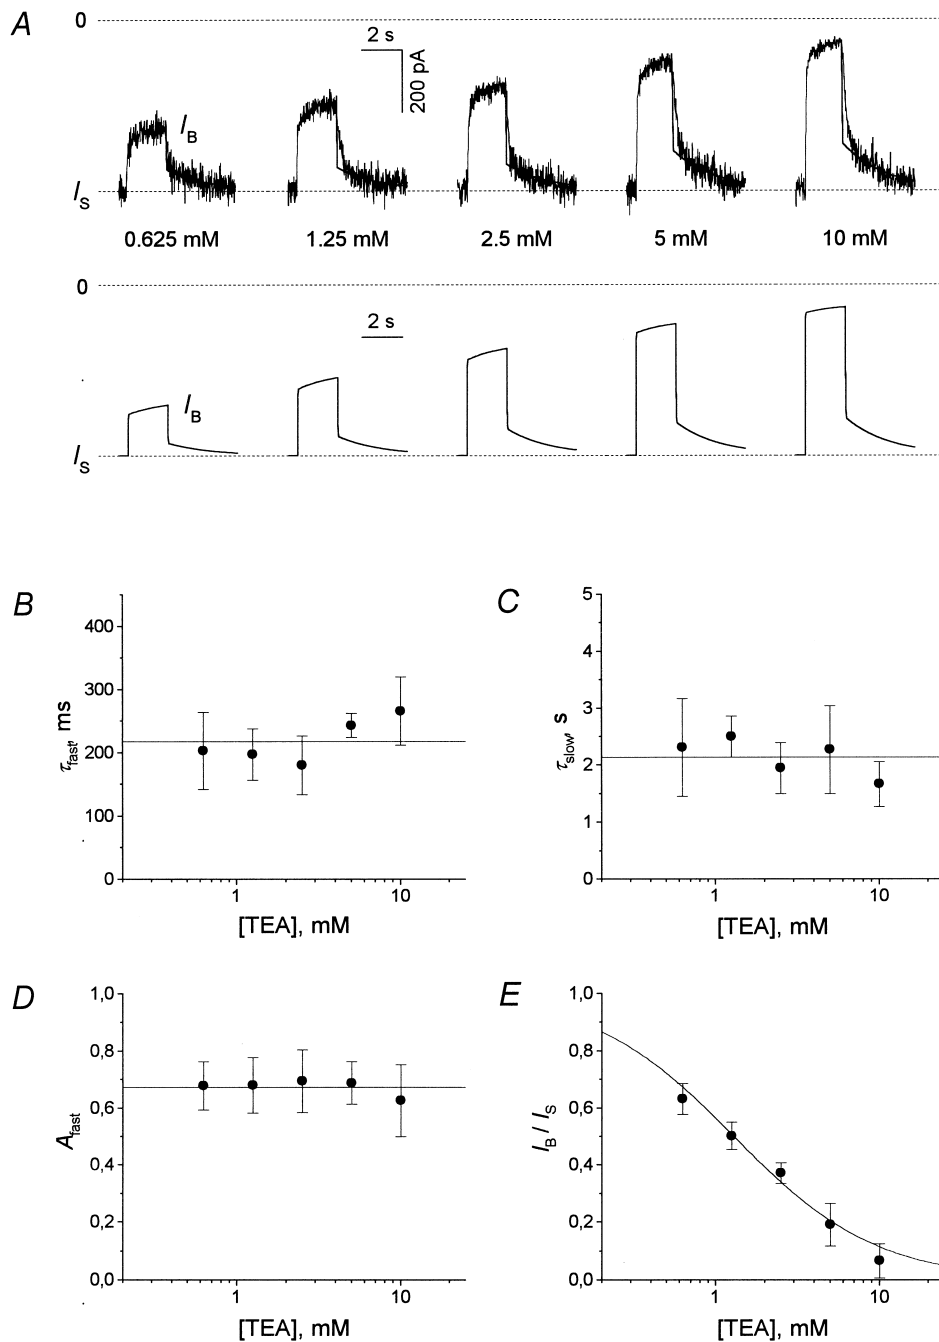 A
0
2 s
200 pA
I_B
I_S
0.625 mM 1.25 mM 2.5 mM 5 mM 10 mM
0
2 s
I_B
I_S
B
400
300
200
100
0
τ_fast, ms
1 10
[TEA], mM
C
5
4
3
2
1
0
τ_slow, s
1 10
[TEA], mM
D
1,0
0,8
0,6
0,4
0,2
0,0
A_fast
1 10
[TEA], mM
E
1,0
0,8
0,6
0,4
0,2
0,0
I_B / I_S
1 10
[TEA], mM